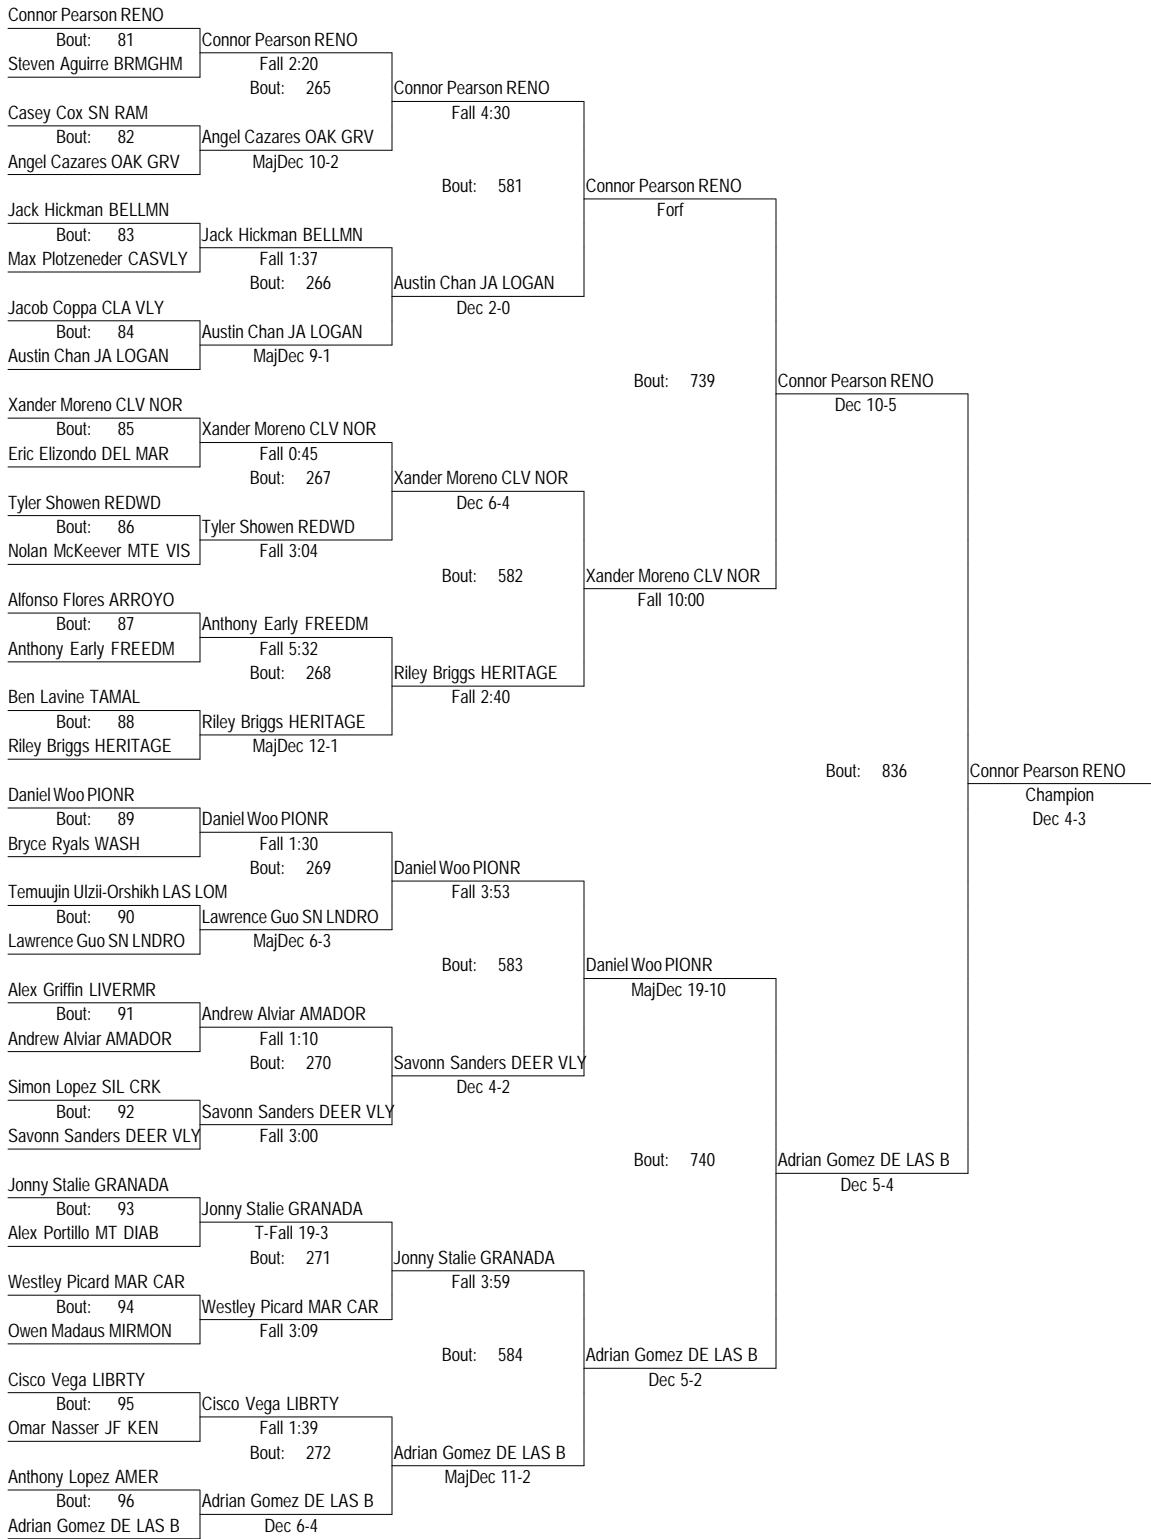 Connor Pearson RENO
Bout: 81
Steven Aguirre BRMGHM
Connor Pearson RENO
Fall 2:20
Bout: 265
Casey Cox SN RAM
Bout: 82
Angel Cazares OAK GRV
Angel Cazares OAK GRV
MajDec 10-2
Connor Pearson RENO
Fall 4:30
Bout: 581
Jack Hickman BELLMN
Bout: 83
Max Plotzeneder CASVLY
Jack Hickman BELLMN
Fall 1:37
Bout: 266
Jacob Coppa CLA VLY
Bout: 84
Austin Chan JA LOGAN
Austin Chan JA LOGAN
MajDec 9-1
Austin Chan JA LOGAN
Dec 2-0
Connor Pearson RENO
Forf
Bout: 739
Xander Moreno CLV NOR
Bout: 85
Eric Elizondo DEL MAR
Xander Moreno CLV NOR
Fall 0:45
Bout: 267
Tyler Showen REDWD
Bout: 86
Nolan McKeever MTE VIS
Tyler Showen REDWD
Fall 3:04
Xander Moreno CLV NOR
Dec 6-4
Bout: 582
Alfonso Flores ARROYO
Bout: 87
Anthony Early FREEDM
Anthony Early FREEDM
Fall 5:32
Bout: 268
Ben Lavine TAMAL
Bout: 88
Riley Briggs HERITAGE
Riley Briggs HERITAGE
MajDec 12-1
Riley Briggs HERITAGE
Fall 2:40
Xander Moreno CLV NOR
Fall 10:00
Connor Pearson RENO
Dec 10-5
Bout: 836
Connor Pearson RENO
Champion
Dec 4-3
Daniel Woo PIONR
Bout: 89
Bryce Ryals WASH
Daniel Woo PIONR
Fall 1:30
Bout: 269
Temuujin Ulzii-Orshikh LAS LOM
Bout: 90
Lawrence Guo SN LNDRO
Lawrence Guo SN LNDRO
MajDec 6-3
Daniel Woo PIONR
Fall 3:53
Bout: 583
Alex Griffin LIVERMR
Bout: 91
Andrew Alviar AMADOR
Andrew Alviar AMADOR
Fall 1:10
Bout: 270
Simon Lopez SIL CRK
Bout: 92
Savonn Sanders DEER VLY
Savonn Sanders DEER VLY
Fall 3:00
Savonn Sanders DEER VLY
Dec 4-2
Daniel Woo PIONR
MajDec 19-10
Bout: 740
Jonny Stalie GRANADA
Bout: 93
Alex Portillo MT DIAB
Jonny Stalie GRANADA
T-Fall 19-3
Bout: 271
Westley Picard MAR CAR
Bout: 94
Owen Madaus MIRMON
Westley Picard MAR CAR
Fall 3:09
Jonny Stalie GRANADA
Fall 3:59
Bout: 584
Cisco Vega LIBRTY
Bout: 95
Omar Nasser JF KEN
Cisco Vega LIBRTY
Fall 1:39
Bout: 272
Anthony Lopez AMER
Bout: 96
Adrian Gomez DE LAS B
Adrian Gomez DE LAS B
Dec 6-4
Adrian Gomez DE LAS B
MajDec 11-2
Adrian Gomez DE LAS B
Dec 5-2
Adrian Gomez DE LAS B
Dec 5-4